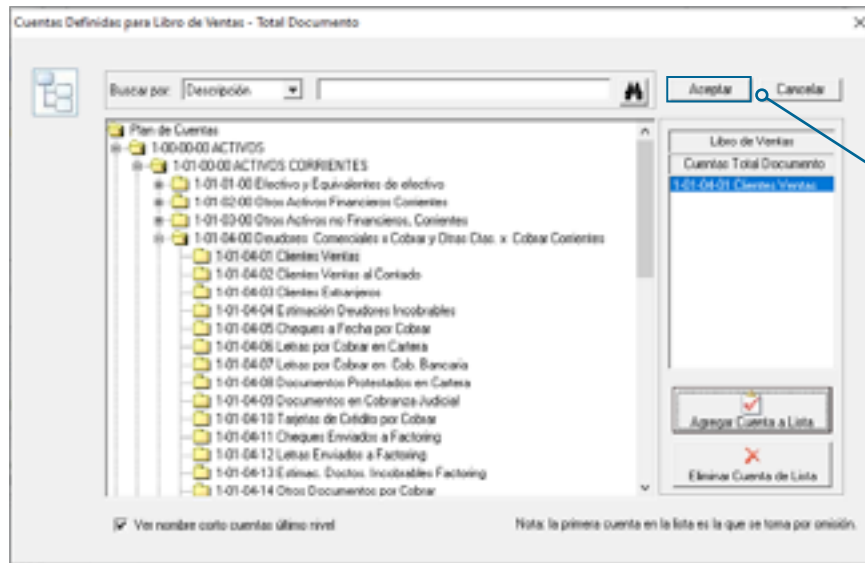 Cuentas Definidas para Libro de Ventas - Total Documento
Buscar por: Descripción
Aceptar
Cancelar
Plan de Cuentas
1-00-00-00 ACTIVOS
1-01-00-00 ACTIVOS CORRIENTES
1-01-01-00 Efectivo y Equivalentes de efectivo
1-01-02-00 Otros Activos Financieros Corrientes
1-01-03-00 Otros Activos no Financieros, Corrientes
1-01-04-00 Deudores Comerciales x Cobrar y Otras Ctas. x Cobrar Corrientes
1-01-04-01 Clientes Ventas
1-01-04-02 Clientes Ventas al Contado
1-01-04-03 Clientes Extranjeros
1-01-04-04 Estimación Deudores Incobrables
1-01-04-05 Cheques a Fecha por Cobrar
1-01-04-06 Letras por Cobrar en Cartera
1-01-04-07 Letras por Cobrar en Cob. Bancaria
1-01-04-08 Documentos Protestados en Cartera
1-01-04-09 Documentos en Cobranza Judicial
1-01-04-10 Tarjetas de Crédito por Cobrar
1-01-04-11 Cheques Enviados a Factoring
1-01-04-12 Letras Enviados a Factoring
1-01-04-13 Estimac. Doctos. Incobrables Factoring
1-01-04-14 Otros Documentos por Cobrar
Libro de Ventas
Cuentas Total Documento
1-01-04-01 Clientes Ventas
Agregar Cuenta a Lista
Eliminar Cuenta de Lista
Ver nombre corto cuentas último nivel
Nota: la primera cuenta en la lista es la que se toma por omisión.